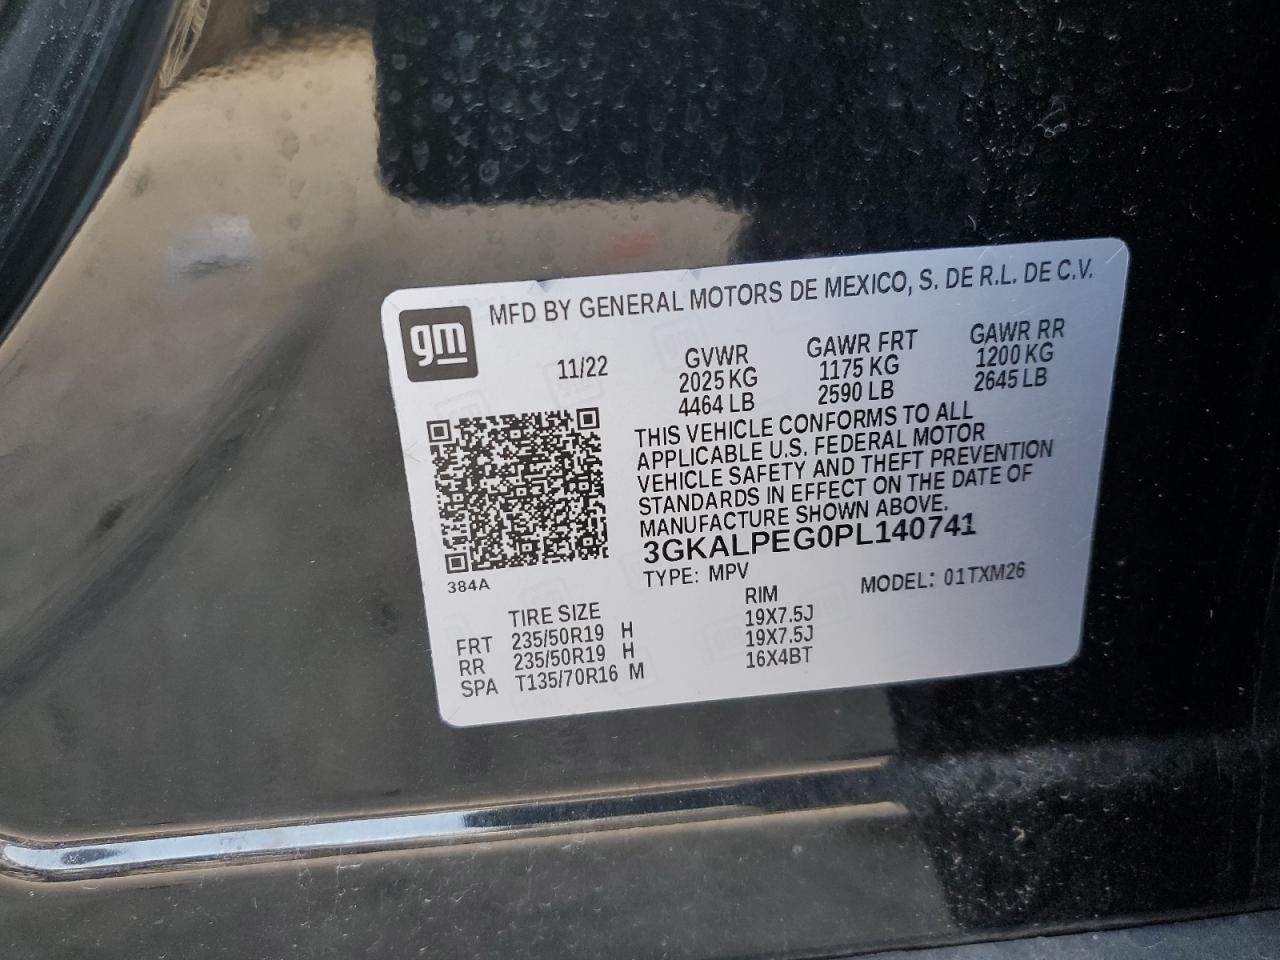 MFD BY GENERAL MOTORS DE MEXICO, S. DE R.L. DE C.V.
gm
11/22
GVWR
2025 KG
4464 LB
GAWR FRT
1175 KG
2590 LB
GAWR RR
1200 KG
2645 LB
THIS VEHICLE CONFORMS TO ALL
APPLICABLE U.S. FEDERAL MOTOR
VEHICLE SAFETY AND THEFT PREVENTION
STANDARDS IN EFFECT ON THE DATE OF
MANUFACTURE SHOWN ABOVE.
3GKALPEG0PL140741
384A
TYPE: MPV
MODEL: 01TXM26
TIRE SIZE RIM
FRT 235/50R19 H 19X7.5J
RR 235/50R19 H 19X7.5J
SPA T135/70R16 M 16X4BT